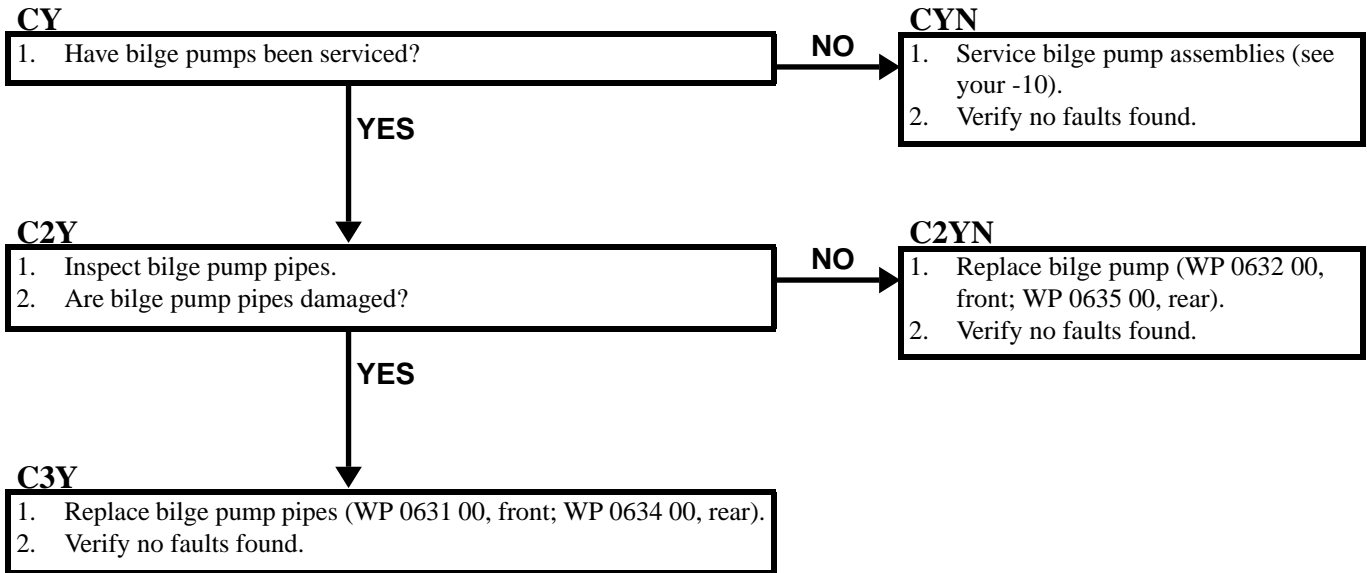 CY
1. Have bilge pumps been serviced?
NO
CYN
1. Service bilge pump assemblies (see
your -10).
2. Verify no faults found.
YES
C2Y
1. Inspect bilge pump pipes.
2. Are bilge pump pipes damaged?
NO
C2YN
1. Replace bilge pump (WP 0632 00,
front; WP 0635 00, rear).
2. Verify no faults found.
YES
C3Y
1. Replace bilge pump pipes (WP 0631 00, front; WP 0634 00, rear).
2. Verify no faults found.